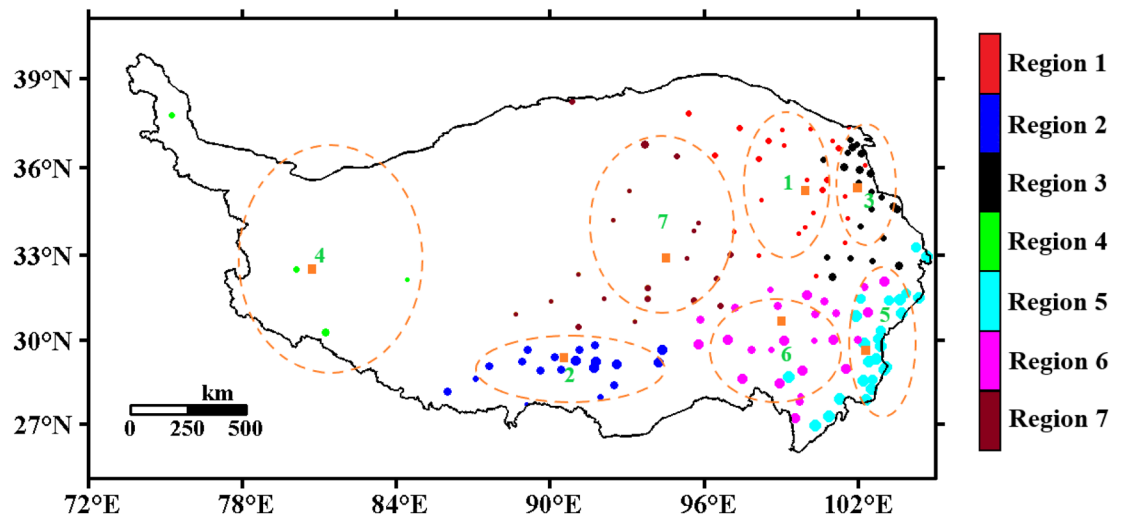 39°N
36°N
33°N
30°N
27°N
72°E 78°E 84°E 90°E 96°E 102°E
km
0 250 500
1
2
3
4
5
6
7
Region 1
Region 2
Region 3
Region 4
Region 5
Region 6
Region 7